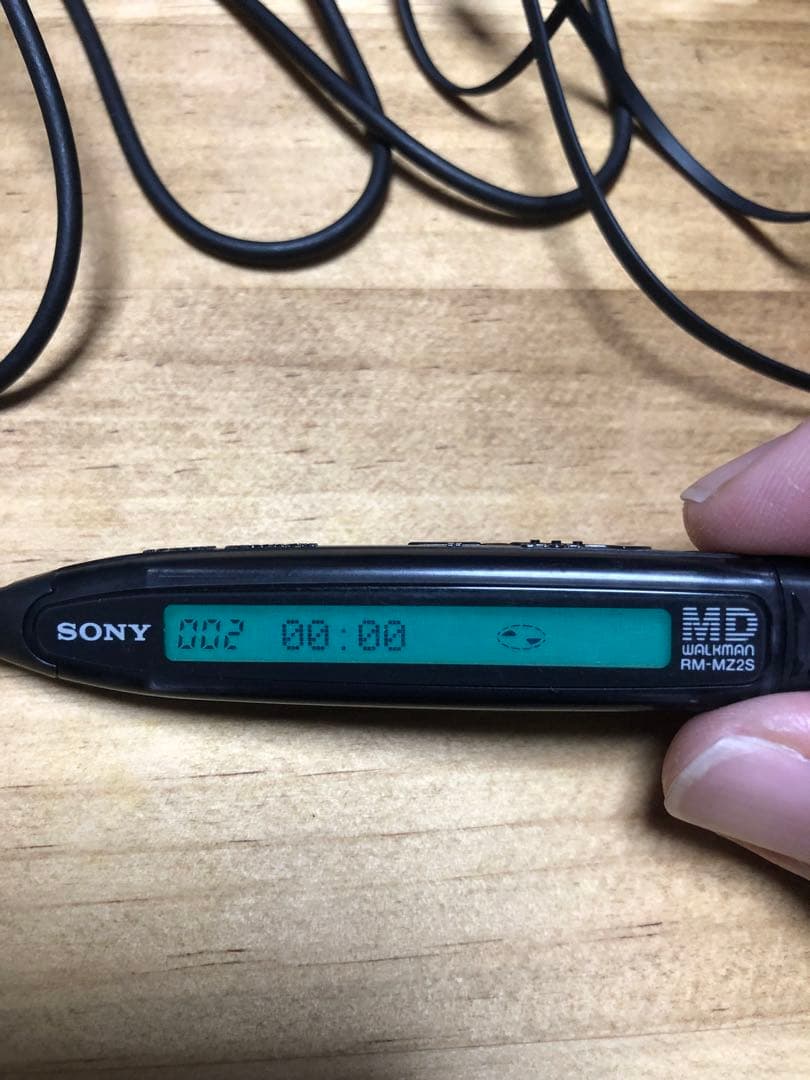 SONY
002 00:00
MD
WALKMAN
RM-MZ2S